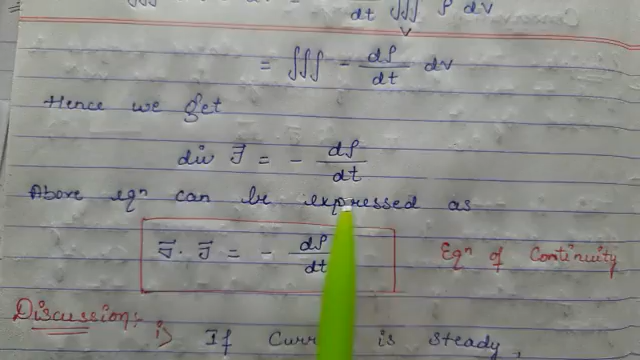 dt ∭ ρ dv
V
= ∭ - dρ/dt dv
Hence we get
div J̄ = - dρ/dt
Above eqⁿ can be expressed as
∇̄ · J̄ = - dρ/dt Eqⁿ of Continuity
Discussion:
i) If Curr is steady,